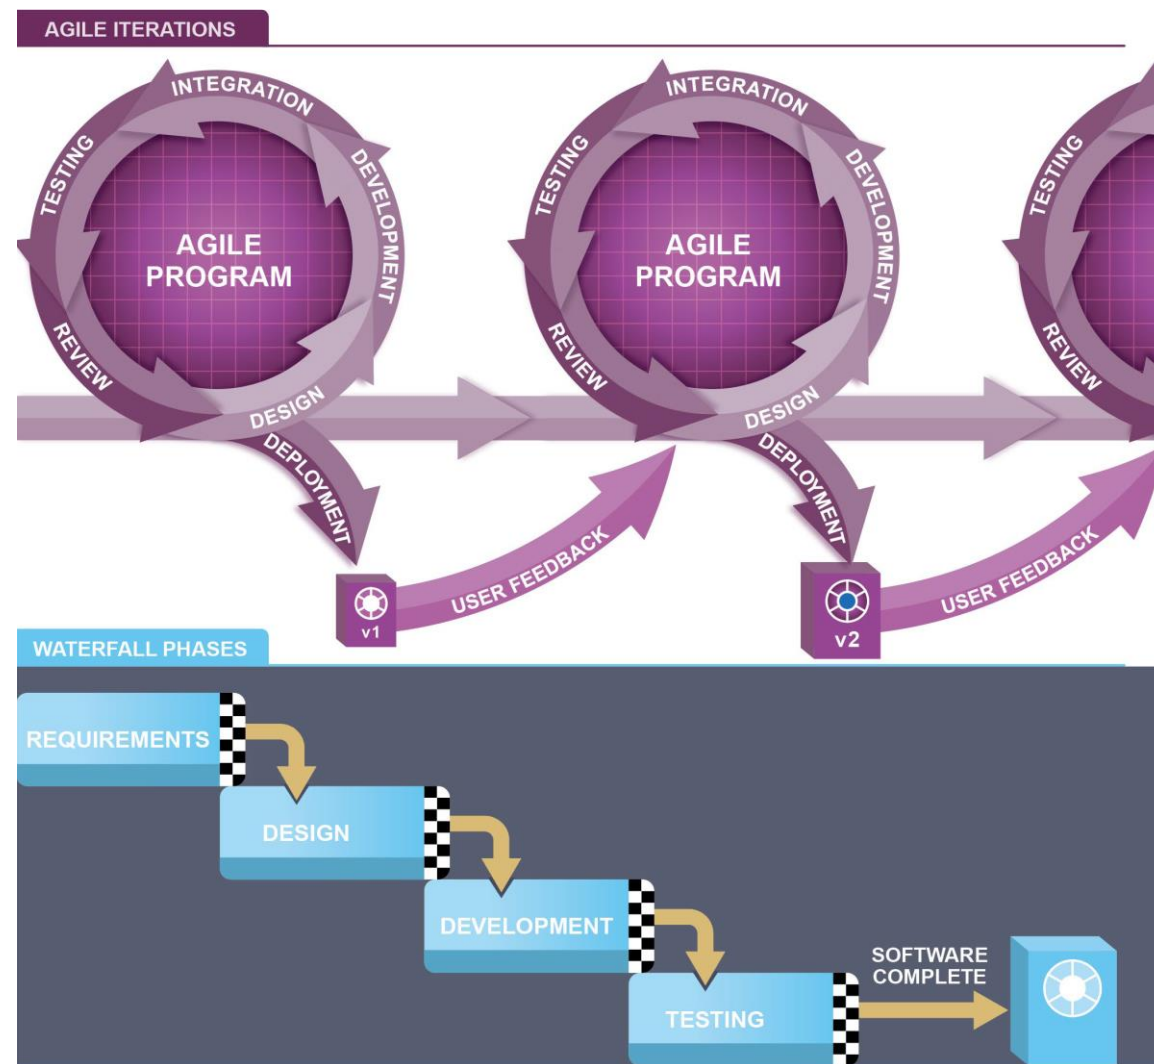 AGILE ITERATIONS
INTEGRATION
TESTING
DEVELOPMENT
AGILE
PROGRAM
REVIEW
DESIGN
DEPLOYMENT
v1
USER FEEDBACK
INTEGRATION
TESTING
DEVELOPMENT
AGILE
PROGRAM
REVIEW
DESIGN
DEPLOYMENT
v2
USER FEEDBACK
TESTING
REVIEW
WATERFALL PHASES
REQUIREMENTS
DESIGN
DEVELOPMENT
TESTING
SOFTWARE
COMPLETE